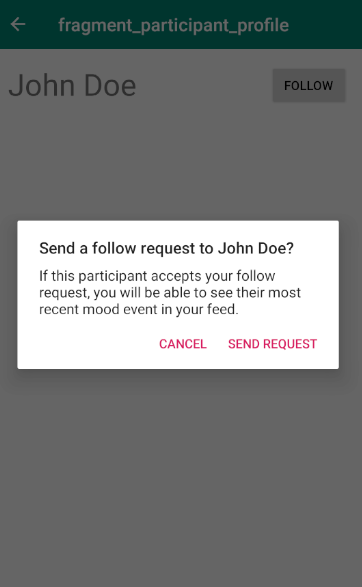 fragment_participant_profile
John Doe
FOLLOW
Send a follow request to John Doe?
If this participant accepts your follow
request, you will be able to see their most
recent mood event in your feed.
CANCEL SEND REQUEST